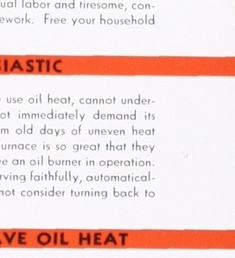 ual labor and tiresome, con-
ework. Free your household
SIASTIC
use oil heat, cannot under-
ot immediately demand its
m old days of uneven heat
urnace is so great that they
ve an oil burner in operation.
rving faithfully, automatical-
not consider turning back to
AVE OIL HEAT